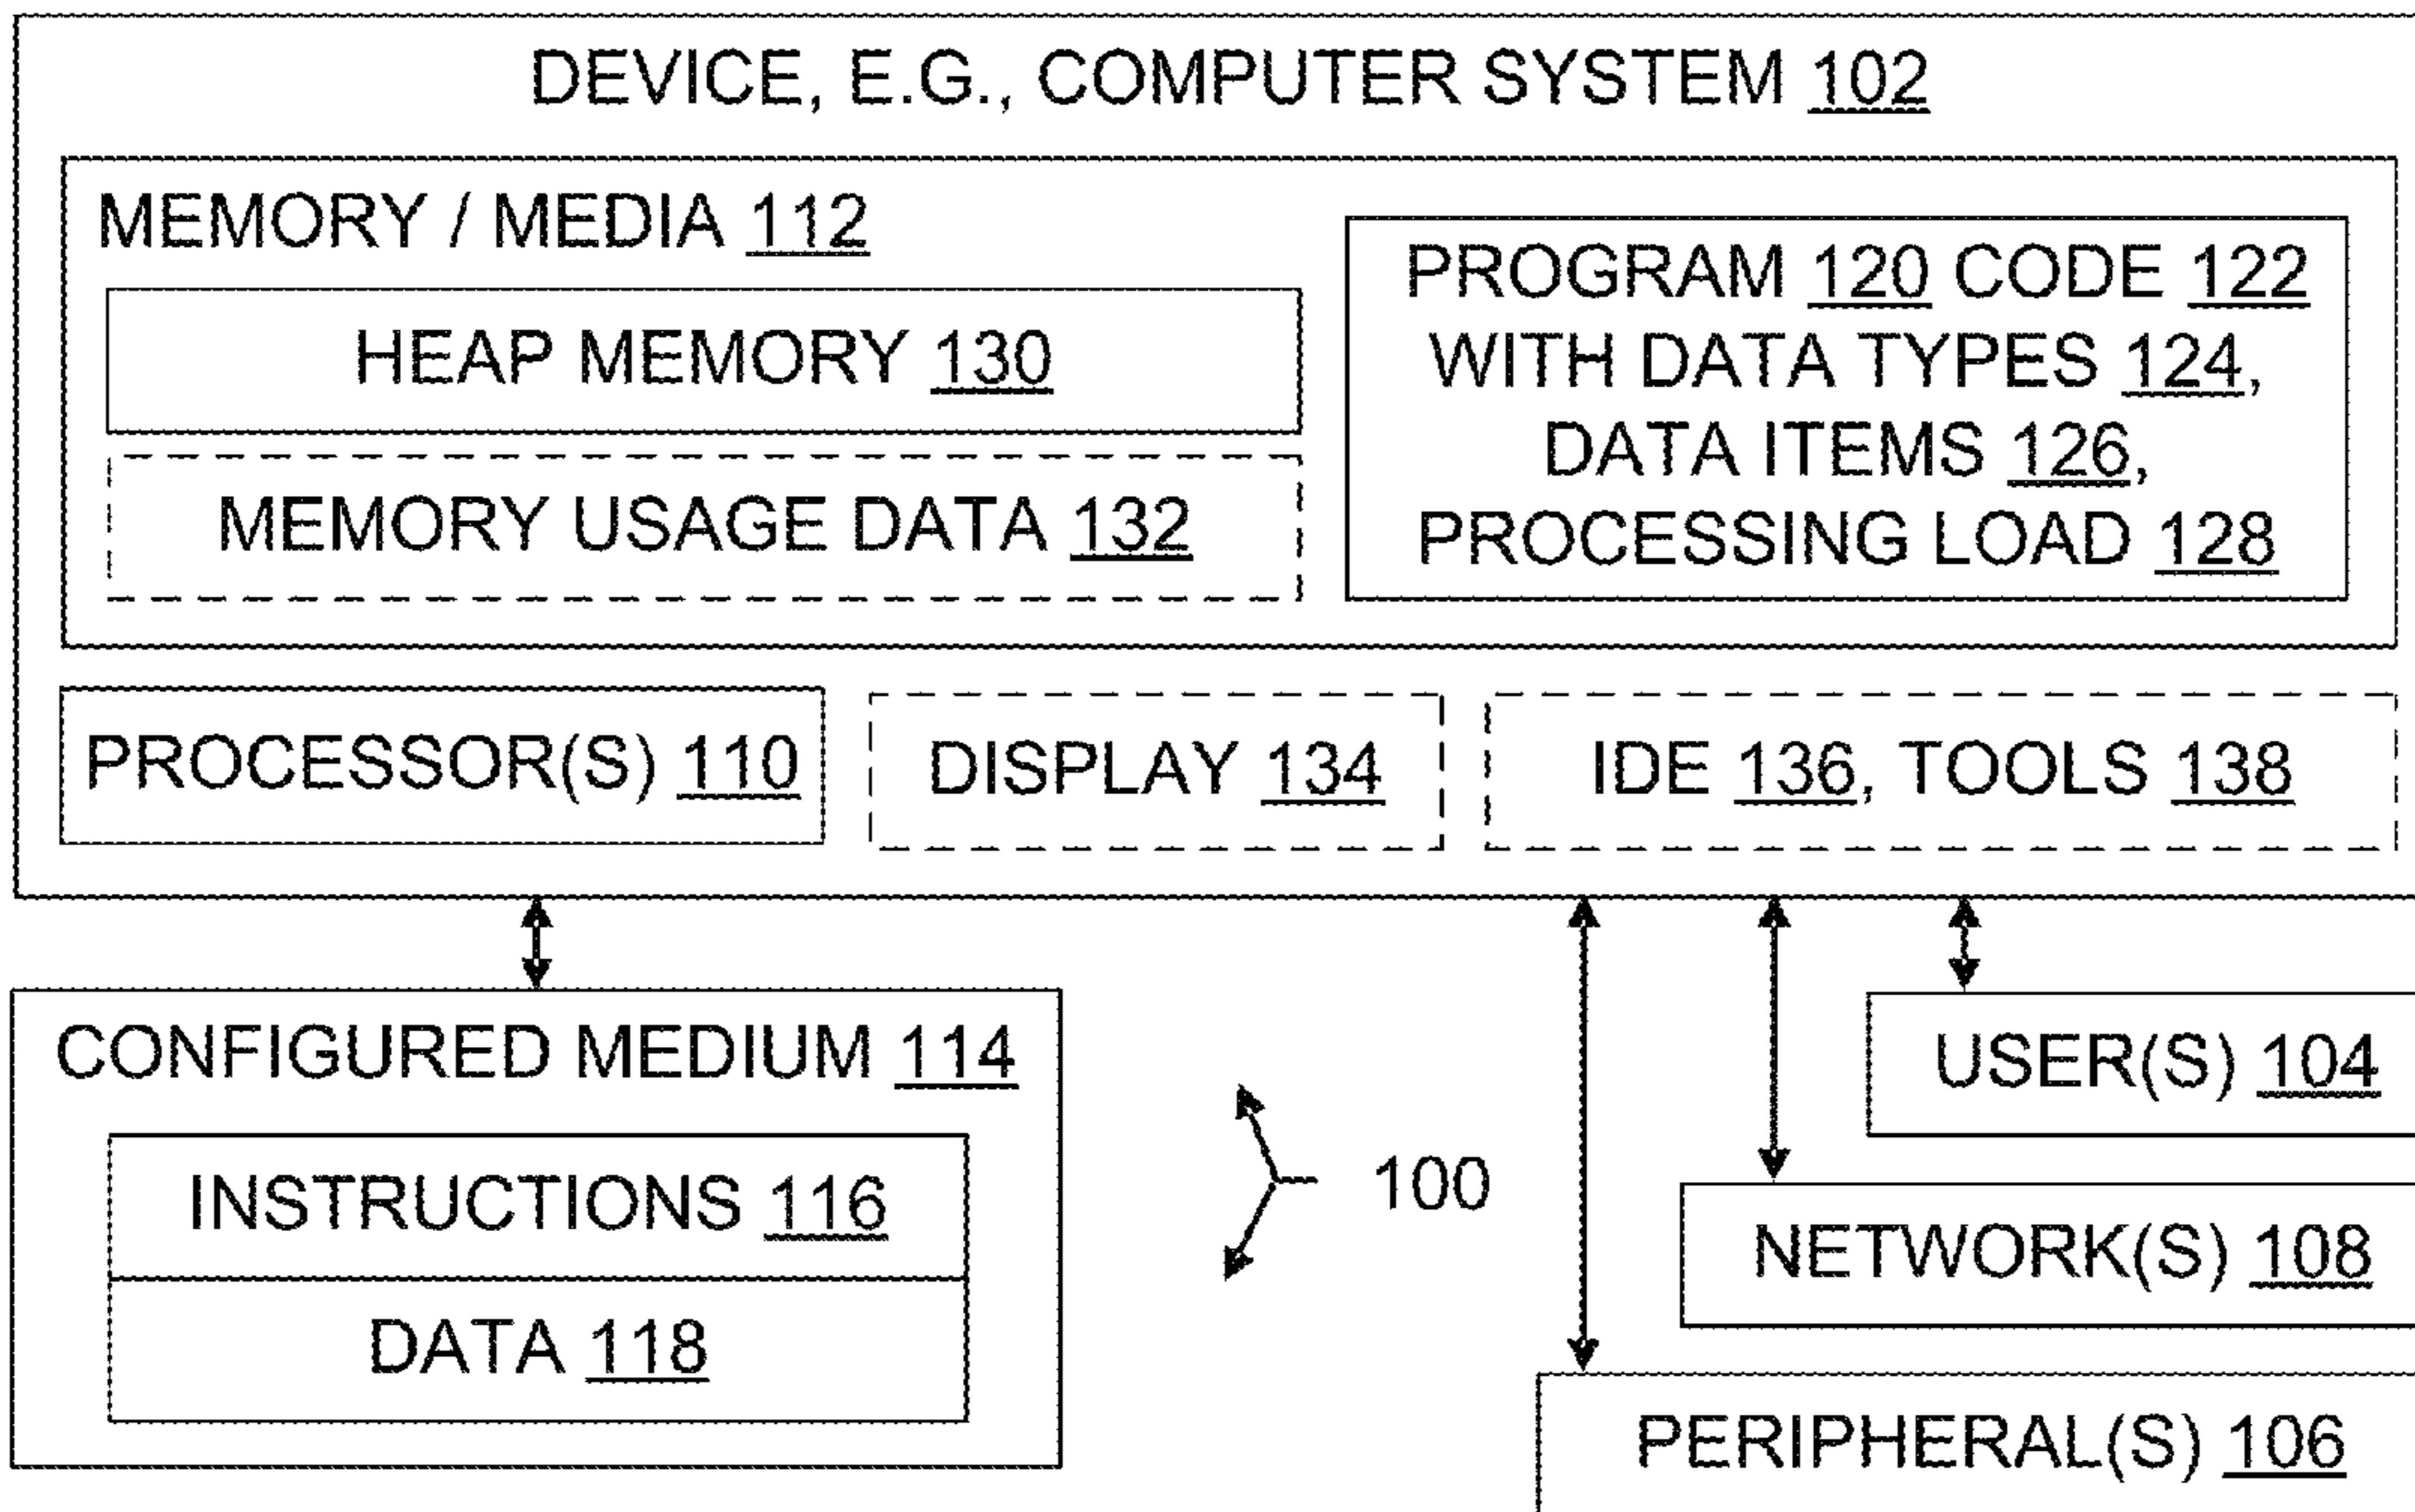 DEVICE, E.G., COMPUTER SYSTEM 102
MEMORY / MEDIA 112
HEAP MEMORY 130
MEMORY USAGE DATA 132
PROGRAM 120 CODE 122
WITH DATA TYPES 124,
DATA ITEMS 126,
PROCESSING LOAD 128
PROCESSOR(S) 110
DISPLAY 134
IDE 136, TOOLS 138
CONFIGURED MEDIUM 114
INSTRUCTIONS 116
DATA 118
100
USER(S) 104
NETWORK(S) 108
PERIPHERAL(S) 106